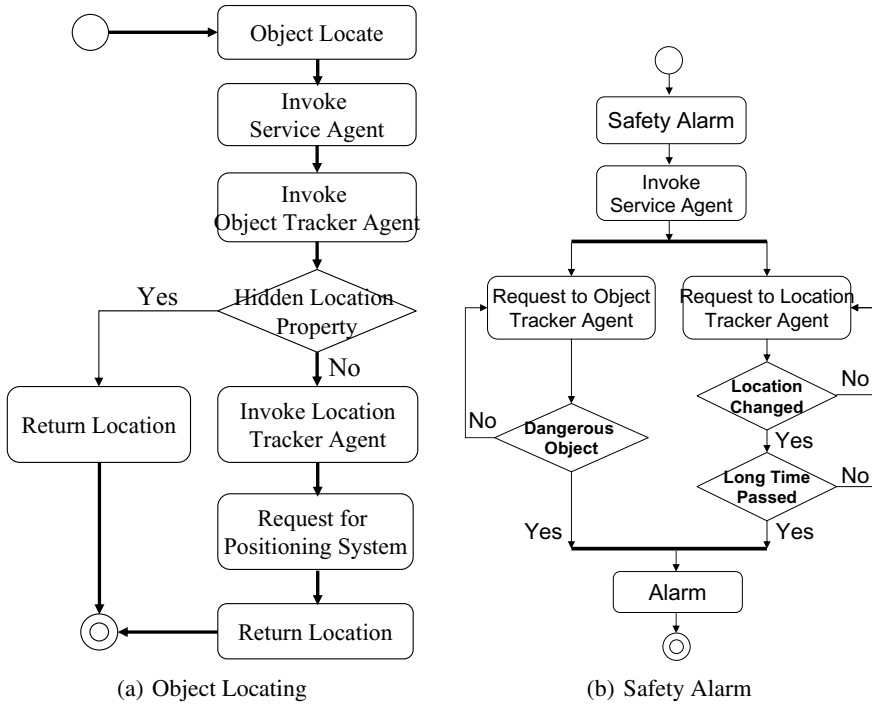 Object Locate
Invoke
Service Agent
Invoke
Object Tracker Agent
Hidden Location
Property
Yes
No
Return Location
Invoke Location
Tracker Agent
Request for
Positioning System
Return Location
(a) Object Locating
Safety Alarm
Invoke
Service Agent
Request to Object
Tracker Agent
Request to Location
Tracker Agent
No
Dangerous
Object
Yes
Location
Changed
No
Yes
Long Time
Passed
No
Yes
Alarm
(b) Safety Alarm